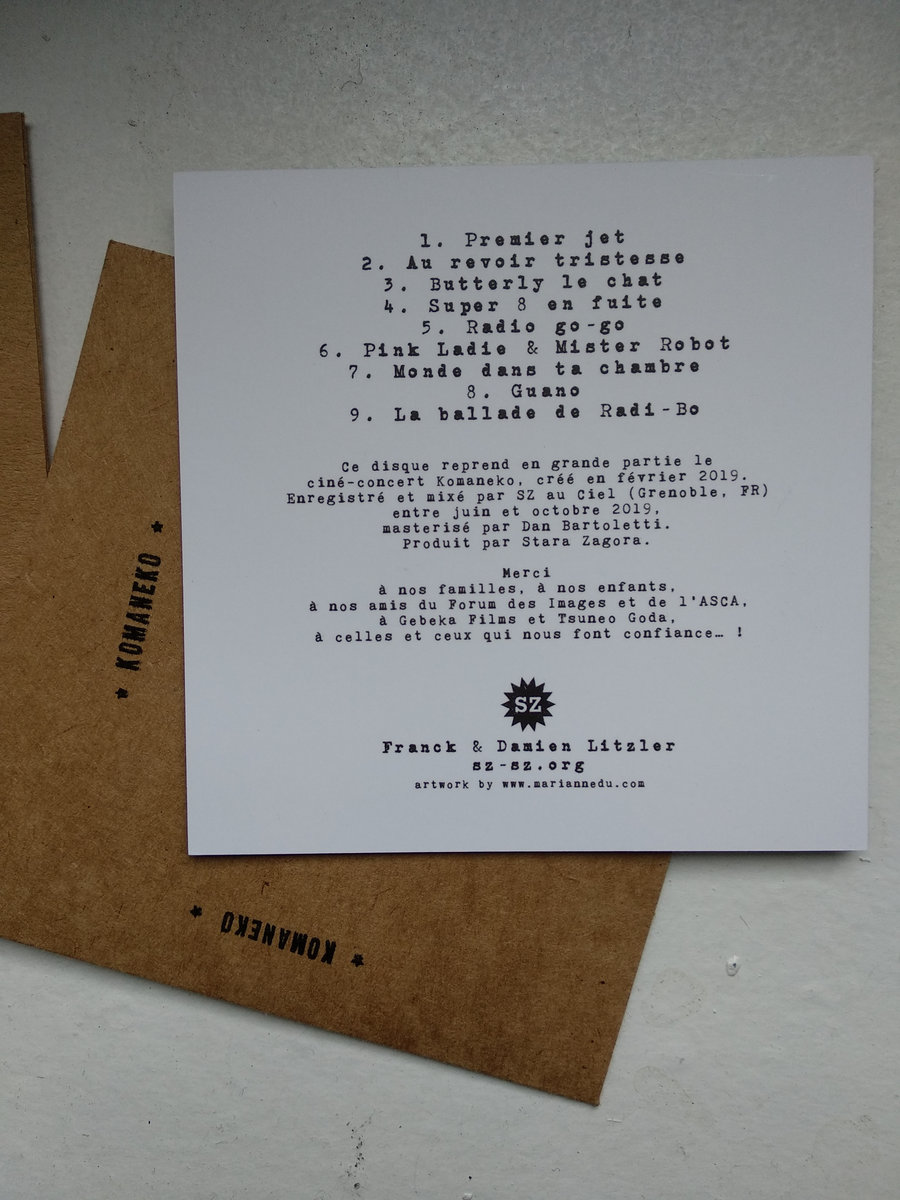 1. Premier jet
2. Au revoir tristesse
3. Butterly le chat
4. Super 8 en fuite
5. Radio go-go
6. Pink Ladie & Mister Robot
7. Monde dans ta chambre
8. Guano
9. La ballade de Radi-Bo
Ce disque reprend en grande partie le
ciné-concert Komaneko, créé en février 2019.
Enregistré et mixé par SZ au Ciel (Grenoble, FR)
entre juin et octobre 2019,
masterisé par Dan Bartoletti.
Produit par Stara Zagora.
Merci
à nos familles, à nos enfants,
à nos amis du Forum des Images et de l'ASCA,
à Gebeka Films et Tsuneo Goda,
à celles et ceux qui nous font confiance… !
SZ
Franck & Damien Litzler
sz-sz.org
artwork by www.mariannedu.com
★ KOMANEKO ★
★ KOMANEKO ★